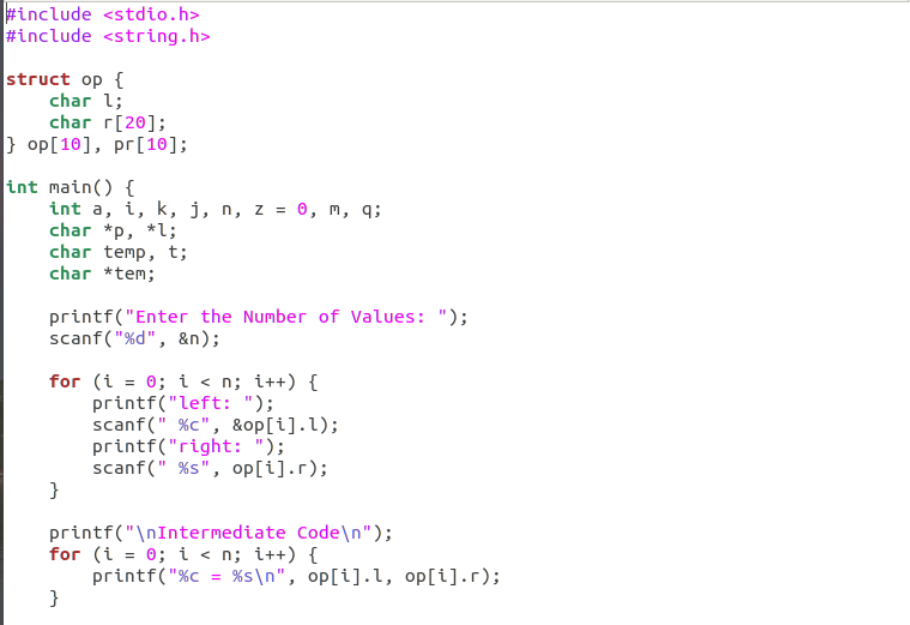 #include <stdio.h>
#include <string.h>

struct op {
    char l;
    char r[20];
} op[10], pr[10];

int main() {
    int a, i, k, j, n, z = 0, m, q;
    char *p, *l;
    char temp, t;
    char *tem;

    printf("Enter the Number of Values: ");
    scanf("%d", &n);

    for (i = 0; i < n; i++) {
        printf("left: ");
        scanf(" %c", &op[i].l);
        printf("right: ");
        scanf(" %s", op[i].r);
    }

    printf("\nIntermediate Code\n");
    for (i = 0; i < n; i++) {
        printf("%c = %s\n", op[i].l, op[i].r);
    }